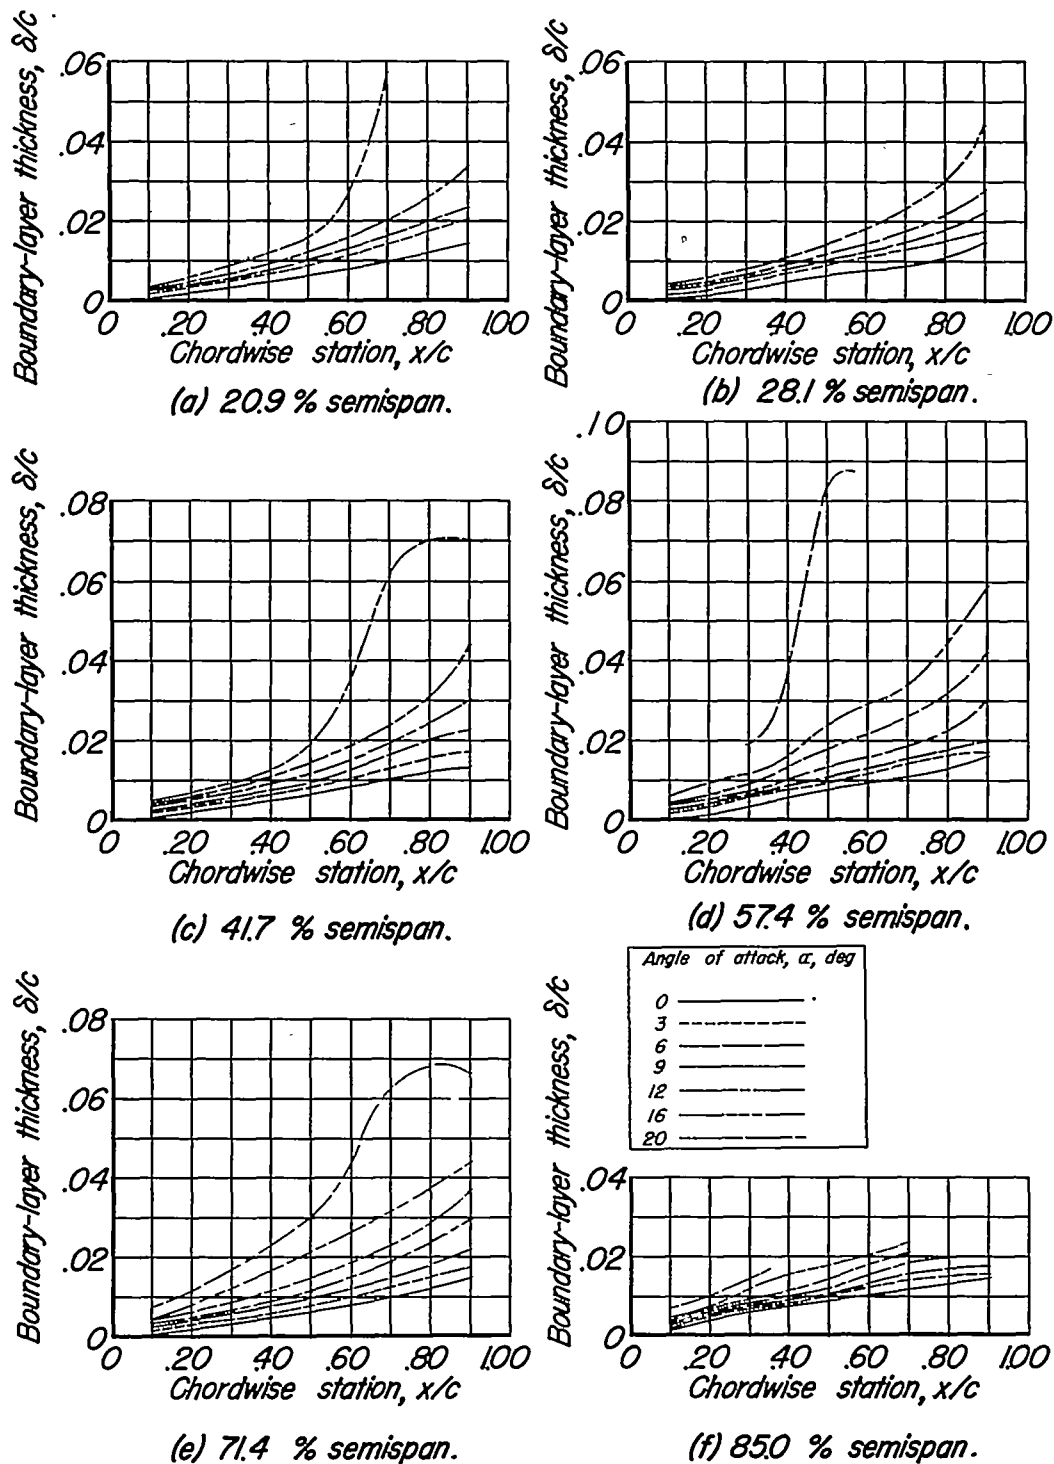 Boundary-layer thickness, δ/c
.06
.04
.02
0
0 .20 .40 .60 .80 1.00
Chordwise station, x/c
(a) 20.9 % semispan.
Boundary-layer thickness, δ/c
.06
.04
.02
0
0 .20 .40 .60 .80 1.00
Chordwise station, x/c
(b) 28.1 % semispan.
Boundary-layer thickness, δ/c
.08
.06
.04
.02
0
0 .20 .40 .60 .80 1.00
Chordwise station, x/c
(c) 41.7 % semispan.
Boundary-layer thickness, δ/c
.10
.08
.06
.04
.02
0
0 .20 .40 .60 .80 1.00
Chordwise station, x/c
(d) 57.4 % semispan.
Boundary-layer thickness, δ/c
.08
.06
.04
.02
0
0 .20 .40 .60 .80 1.00
Chordwise station, x/c
(e) 71.4 % semispan.
Angle of attack, α, deg
0
3
6
9
12
16
20
Boundary-layer thickness, δ/c
.04
.02
0
0 .20 .40 .60 .80 1.00
Chordwise station, x/c
(f) 85.0 % semispan.